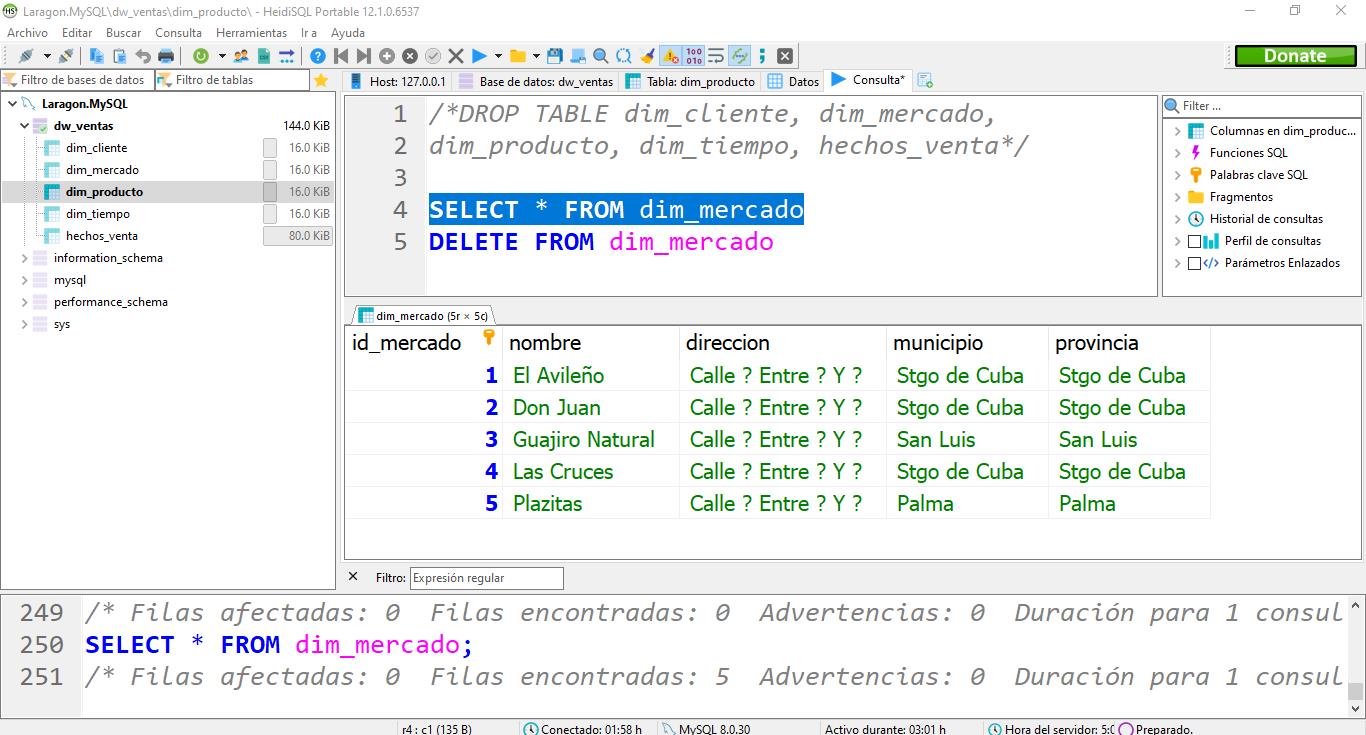 Laragon.MySQL\dw_ventas\dim_producto\ - HeidiSQL Portable 12.1.0.6537
Archivo Editar Buscar Consulta Herramientas Ir a Ayuda
Donate
Filtro de bases de datos Filtro de tablas
Host: 127.0.0.1 Base de datos: dw_ventas Tabla: dim_producto Datos Consulta*
Laragon.MySQL
dw_ventas 144.0 KiB
dim_cliente 16.0 KiB
dim_mercado 16.0 KiB
dim_producto 16.0 KiB
dim_tiempo 16.0 KiB
hechos_venta 80.0 KiB
information_schema
mysql
performance_schema
sys
1 /*DROP TABLE dim_cliente, dim_mercado,
2 dim_producto, dim_tiempo, hechos_venta*/
3
4 SELECT * FROM dim_mercado
5 DELETE FROM dim_mercado
Filter ...
Columnas en dim_produc...
Funciones SQL
Palabras clave SQL
Fragmentos
Historial de consultas
Perfil de consultas
Parámetros Enlazados
dim_mercado (5r × 5c)
id_mercado nombre direccion municipio provincia
1 El Avileño Calle ? Entre ? Y ? Stgo de Cuba Stgo de Cuba
2 Don Juan Calle ? Entre ? Y ? Stgo de Cuba Stgo de Cuba
3 Guajiro Natural Calle ? Entre ? Y ? San Luis San Luis
4 Las Cruces Calle ? Entre ? Y ? Stgo de Cuba Stgo de Cuba
5 Plazitas Calle ? Entre ? Y ? Palma Palma
Filtro: Expresión regular
249 /* Filas afectadas: 0 Filas encontradas: 0 Advertencias: 0 Duración para 1 consul
250 SELECT * FROM dim_mercado;
251 /* Filas afectadas: 0 Filas encontradas: 5 Advertencias: 0 Duración para 1 consul
r4 : c1 (135 B) Conectado: 01:58 h MySQL 8.0.30 Activo durante: 03:01 h Hora del servidor: 5:0 Preparado.